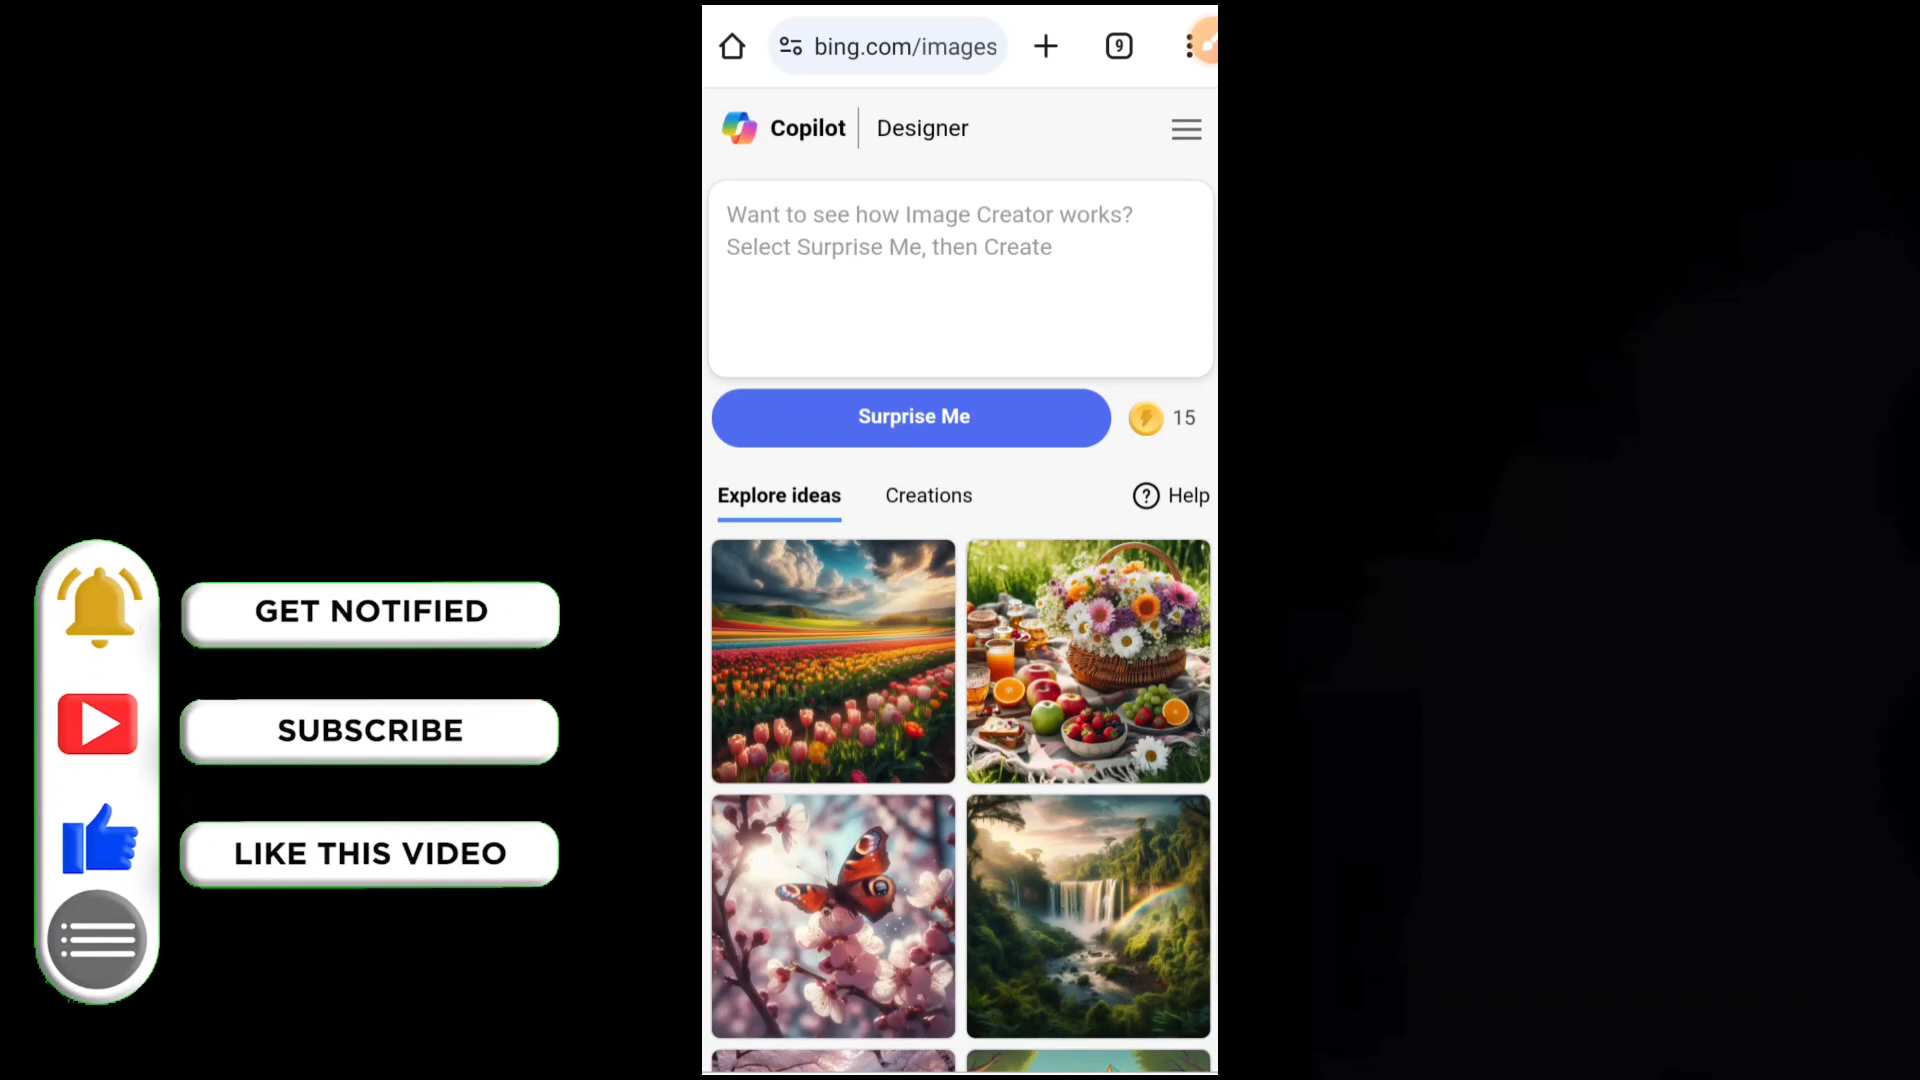 bing.com/images
9
Copilot
Designer
Want to see how Image Creator works?
Select Surprise Me, then Create
Surprise Me
15
Explore ideas
Creations
? Help
GET NOTIFIED
SUBSCRIBE
LIKE THIS VIDEO